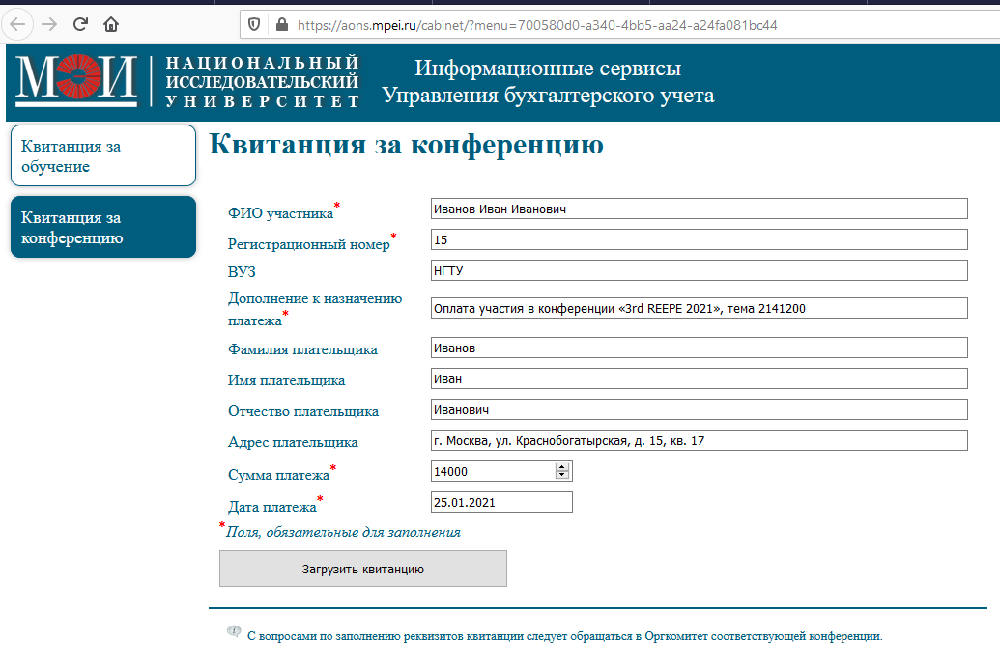 https://aons.mpei.ru/cabinet/?menu=700580d0-a340-4bb5-aa24-a24fa081bc44
МЭИ
НАЦИОНАЛЬНЫЙ
ИССЛЕДОВАТЕЛЬСКИЙ
УНИВЕРСИТЕТ
Информационные сервисы
Управления бухгалтерского учета
Квитанция за
обучение
Квитанция за
конференцию
Квитанция за конференцию
ФИО участника* Иванов Иван Иванович
Регистрационный номер* 15
ВУЗ НГТУ
Дополнение к назначению
платежа* Оплата участия в конференции «3rd REEPE 2021», тема 2141200
Фамилия плательщика Иванов
Имя плательщика Иван
Отчество плательщика Иванович
Адрес плательщика г. Москва, ул. Краснобогатырская, д. 15, кв. 17
Сумма платежа* 14000
Дата платежа* 25.01.2021
*Поля, обязательные для заполнения
Загрузить квитанцию
С вопросами по заполнению реквизитов квитанции следует обращаться в Оргкомитет соответствующей конференции.